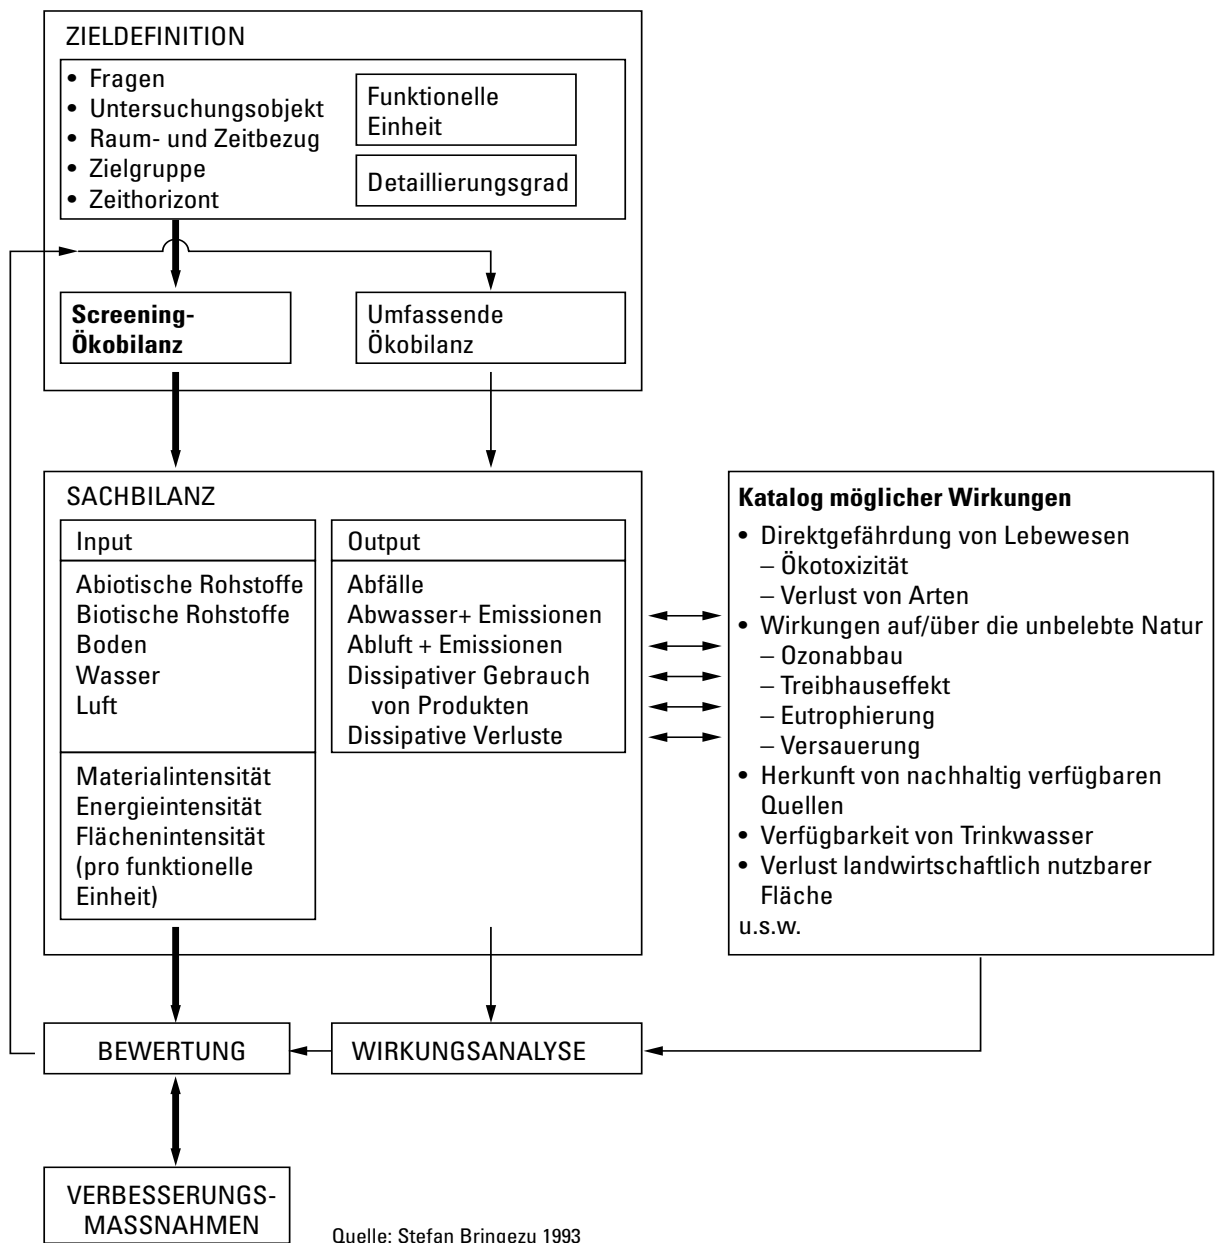 ZIELDEFINITION
• Fragen
• Untersuchungsobjekt
• Raum- und Zeitbezug
• Zielgruppe
• Zeithorizont
Funktionelle
Einheit
Detaillierungsgrad
Screening-
Ökobilanz
Umfassende
Ökobilanz
SACHBILANZ
Input
Abiotische Rohstoffe
Biotische Rohstoffe
Boden
Wasser
Luft
Materialintensität
Energieintensität
Flächenintensität
(pro funktionelle
Einheit)
Output
Abfälle
Abwasser+ Emissionen
Abluft + Emissionen
Dissipativer Gebrauch
von Produkten
Dissipative Verluste
Katalog möglicher Wirkungen
• Direktgefährdung von Lebewesen
– Ökotoxizität
– Verlust von Arten
• Wirkungen auf/über die unbelebte Natur
– Ozonabbau
– Treibhauseffekt
– Eutrophierung
– Versauerung
• Herkunft von nachhaltig verfügbaren
Quellen
• Verfügbarkeit von Trinkwasser
• Verlust landwirtschaftlich nutzbarer
Fläche
u.s.w.
BEWERTUNG
WIRKUNGSANALYSE
VERBESSERUNGS-
MASSNAHMEN
Quelle: Stefan Bringezu 1993